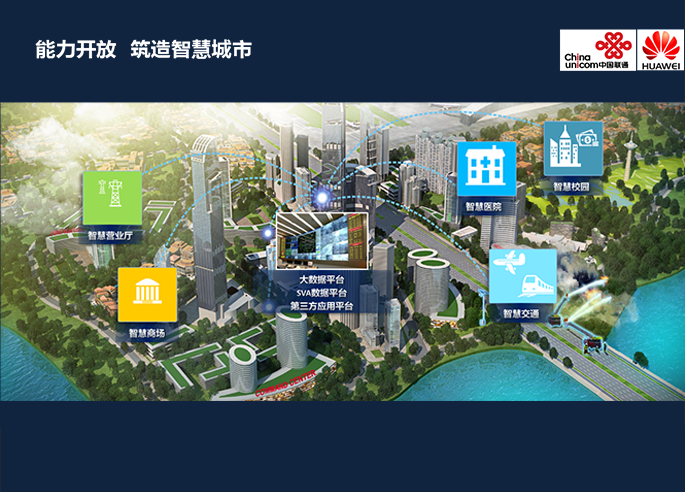 能力开放 筑造智慧城市
China
unicom中国联通
HUAWEI
智慧校园
智慧医院
智慧营业厅
大数据平台
SVA数据平台
第三方应用平台
智慧交通
智慧商场
COMMAND CENTER